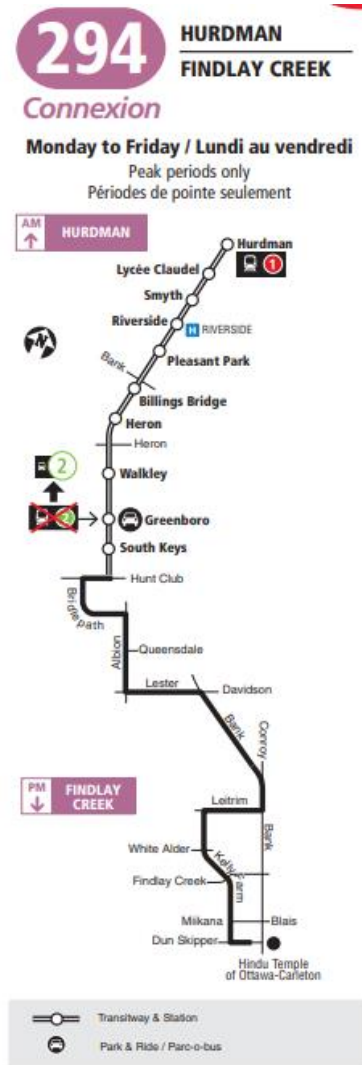 294
HURDMAN
FINDLAY CREEK
Connexion
Monday to Friday / Lundi au vendredi
Peak periods only
Périodes de pointe seulement
AM
HURDMAN
Hurdman
1
Lycée Claudel
Smyth
Riverside
H RIVERSIDE
N
Bank
Pleasant Park
Billings Bridge
Heron
Heron
2
Walkley
2
Greenboro
South Keys
Hunt Club
Bridlepath
Albion
Queensdale
Lester
Davidson
Bank
Conroy
PM
FINDLAY
CREEK
Leitrim
Bank
White Alder
Kelly Farm
Findlay Creek
Miikana
Blais
Dun Skipper
Hindu Temple
of Ottawa-Carleton
Transitway & Station
Park & Ride / Parc-o-bus